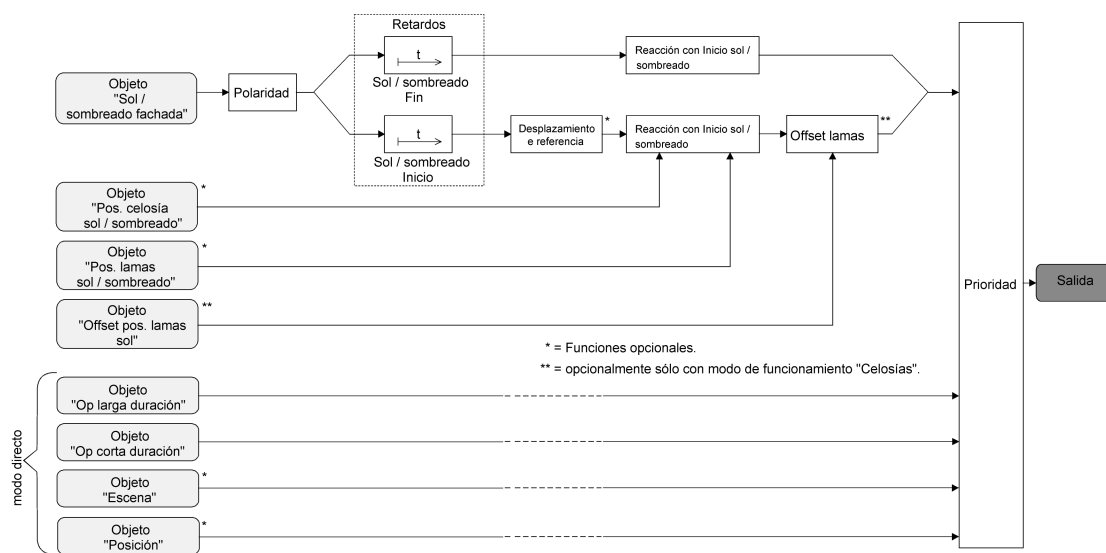 Retardos
t
Sol / sombreado
Fin
Reacción con Inicio sol /
sombreado
Objeto
"Sol /
sombreado fachada"
Polaridad
t
Sol / sombreado
Inicio
Desplazamiento
e referencia
*
Reacción con Inicio sol /
sombreado
Offset lamas
**
Objeto
"Pos. celosía
sol / sombreado"
*
Objeto
"Pos. lamas
sol / sombreado"
*
Objeto
"Offset pos. lamas
sol"
**
Prioridad
Salida
* = Funciones opcionales.
** = opcionalmente sólo con modo de funcionamiento "Celosías".
modo directo
Objeto
"Op larga duración"
Objeto
"Op corta duración"
Objeto
"Escena"
*
Objeto
"Posición"
*